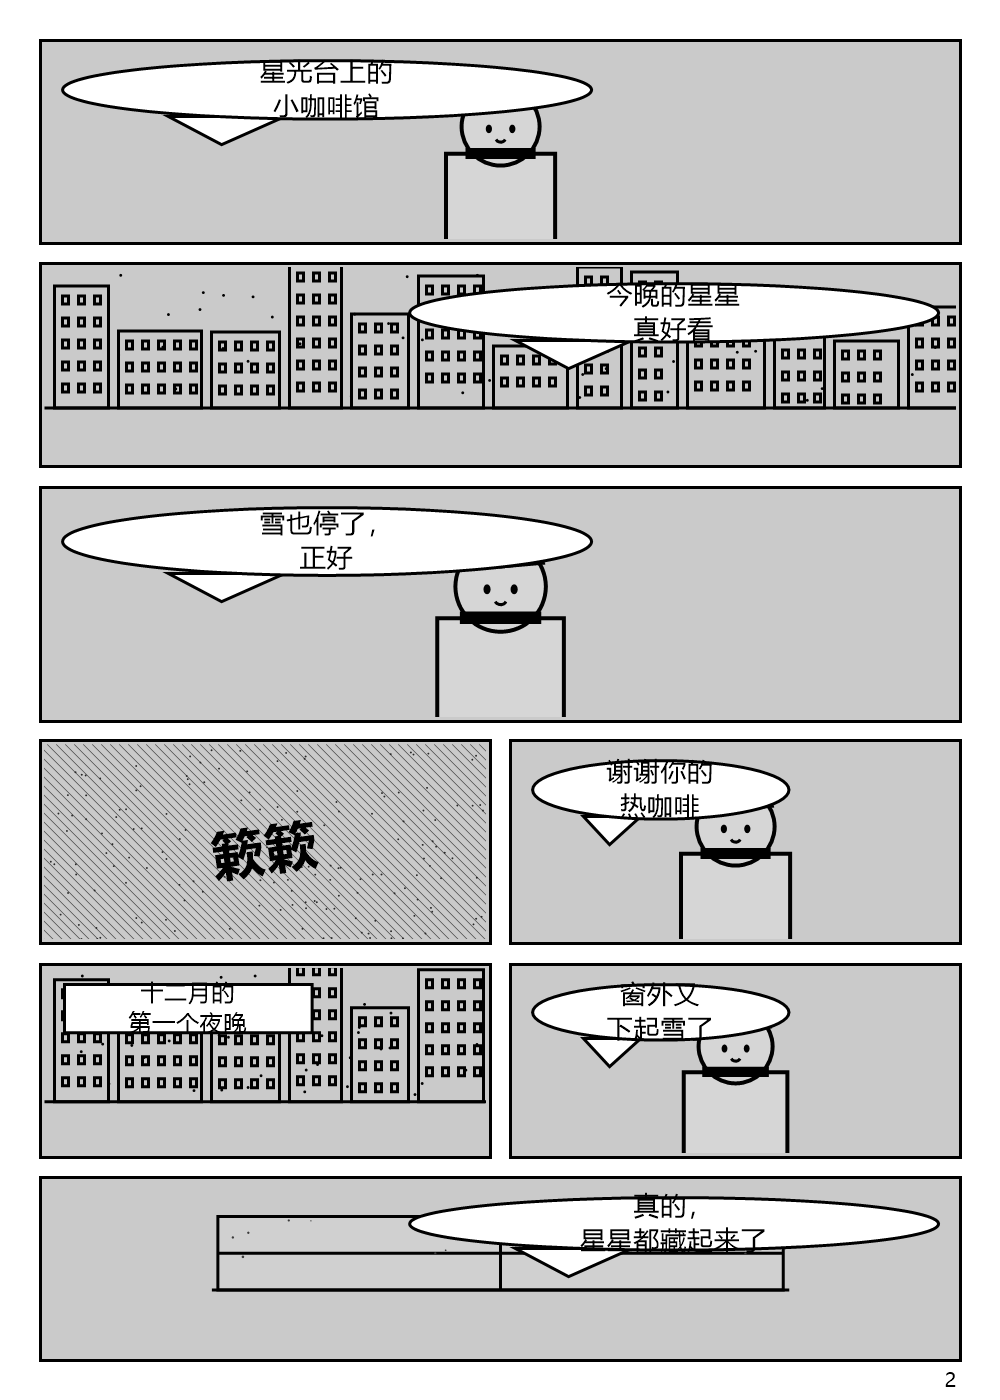 星光台上的
小咖啡馆
今晚的星星
真好看
雪也停了，
正好
簌簌
谢谢你的
热咖啡
十二月的
第一个夜晚
窗外又
下起雪了
真的，
星星都藏起来了
2